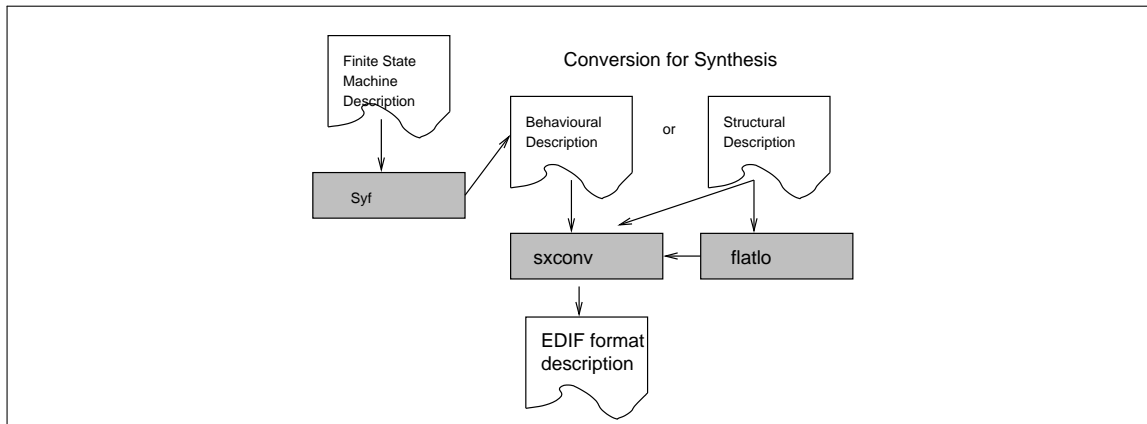 Conversion for Synthesis
Finite State
Machine
Description
Behavioural
Description
or
Structural
Description
Syf
sxconv
flatlo
EDIF format
description